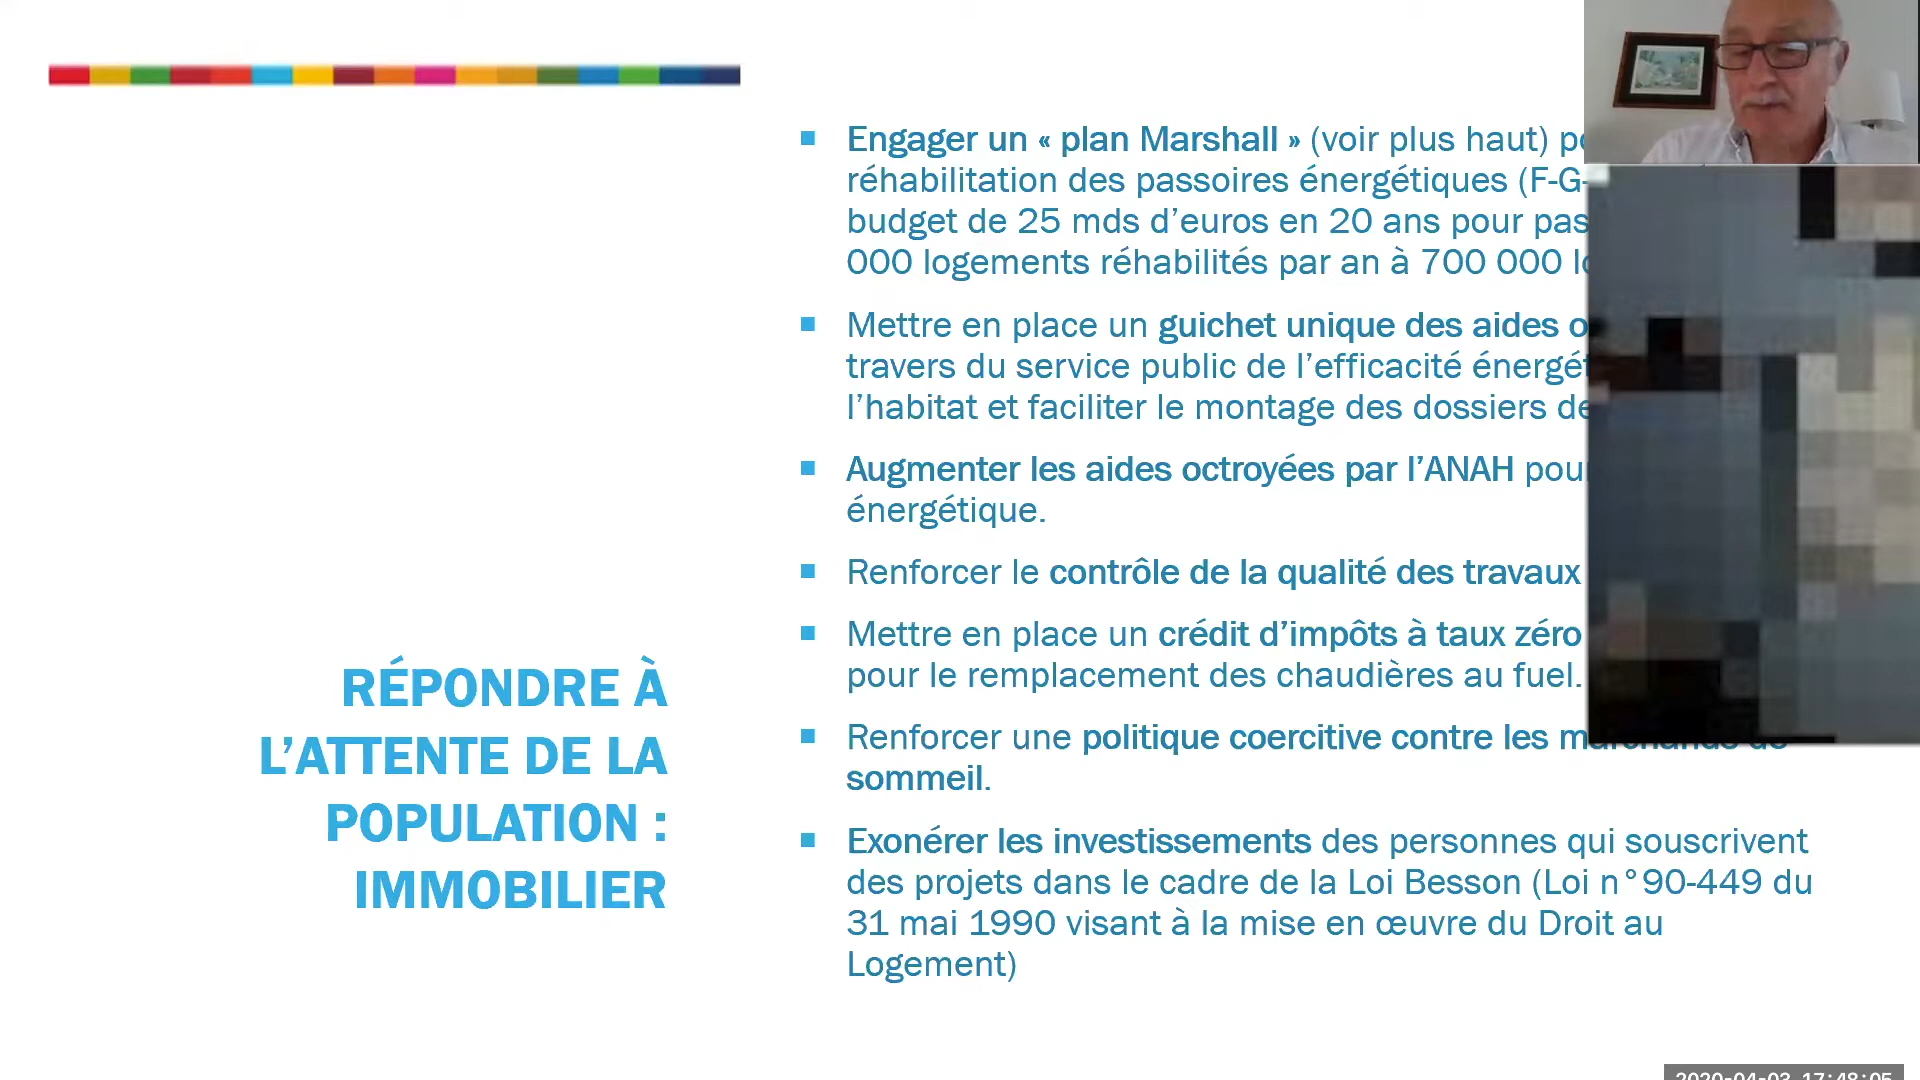 Engager un « plan Marshall » (voir plus haut)
réhabilitation des passoires énergétiques (F-G-
budget de 25 mds d’euros en 20 ans pour
000 logements réhabilités par an à 700 000
Mettre en place un guichet unique des aides
travers du service public de l’efficacité
l’habitat et faciliter le montage des dossiers
Augmenter les aides octroyées par l’ANAH
énergétique.
Renforcer le contrôle de la qualité des travaux
Mettre en place un crédit d’impôts à taux zéro
pour le remplacement des chaudières au fuel.
Renforcer une politique coercitive contre les
sommeil.
Exonérer les investissements des personnes qui souscrivent
des projets dans le cadre de la Loi Besson (Loi n°90-449 du
31 mai 1990 visant à la mise en œuvre du Droit au
Logement)
RÉPONDRE À
L’ATTENTE DE LA
POPULATION :
IMMOBILIER
2020-04-03 17:48:05